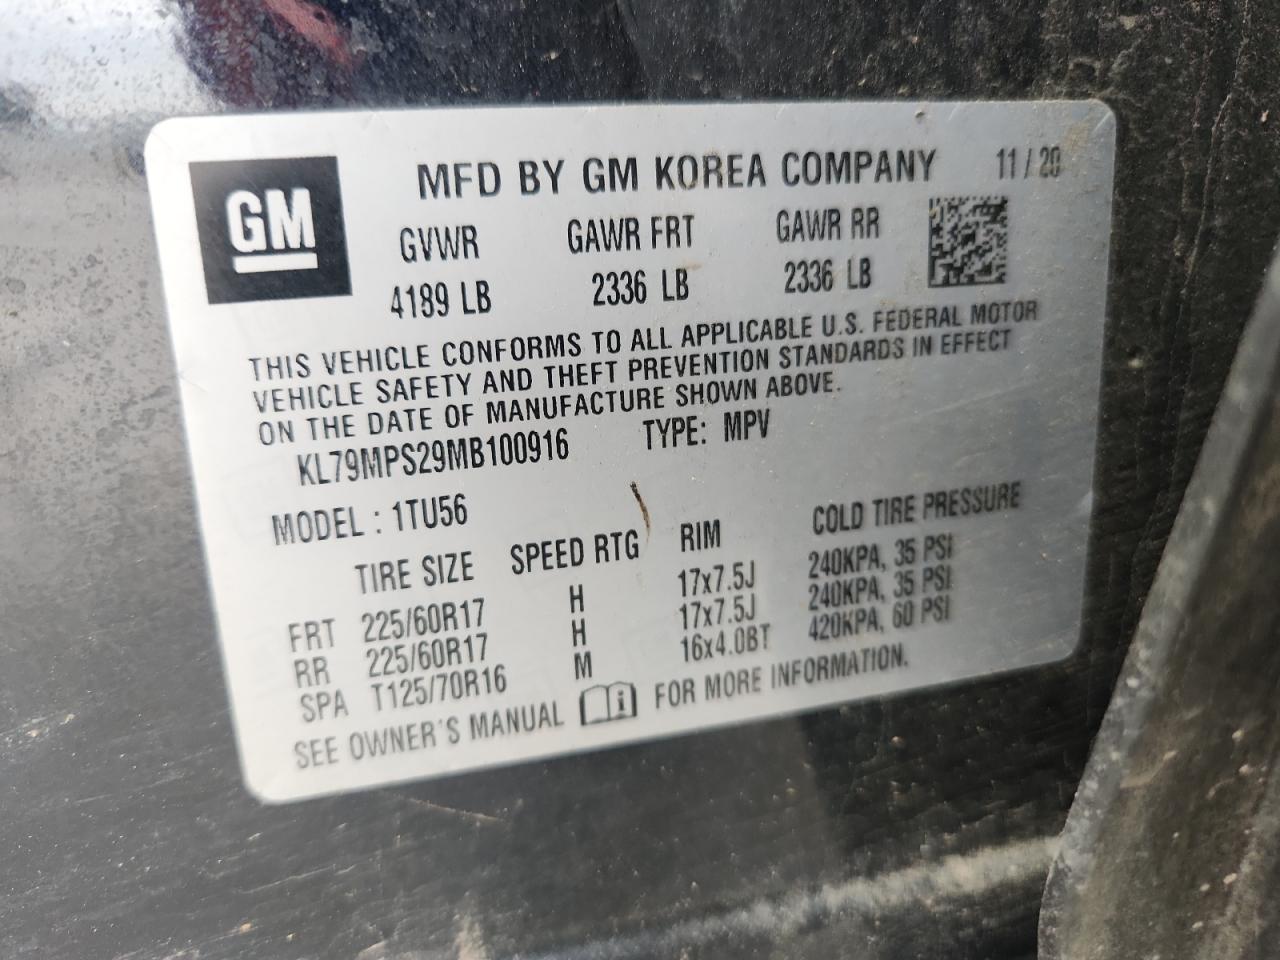 GM
MFD BY GM KOREA COMPANY 11/20
GVWR GAWR FRT GAWR RR
4189 LB 2336 LB 2336 LB
THIS VEHICLE CONFORMS TO ALL APPLICABLE U.S. FEDERAL MOTOR
VEHICLE SAFETY AND THEFT PREVENTION STANDARDS IN EFFECT
ON THE DATE OF MANUFACTURE SHOWN ABOVE.
KL79MPS29MB100916 TYPE: MPV
MODEL : 1TU56
TIRE SIZE SPEED RTG RIM COLD TIRE PRESSURE
FRT 225/60R17 H 17x7.5J 240KPA, 35 PSI
RR 225/60R17 H 17x7.5J 240KPA, 35 PSI
SPA T125/70R16 M 16x4.0BT 420KPA, 60 PSI
SEE OWNER'S MANUAL i FOR MORE INFORMATION.